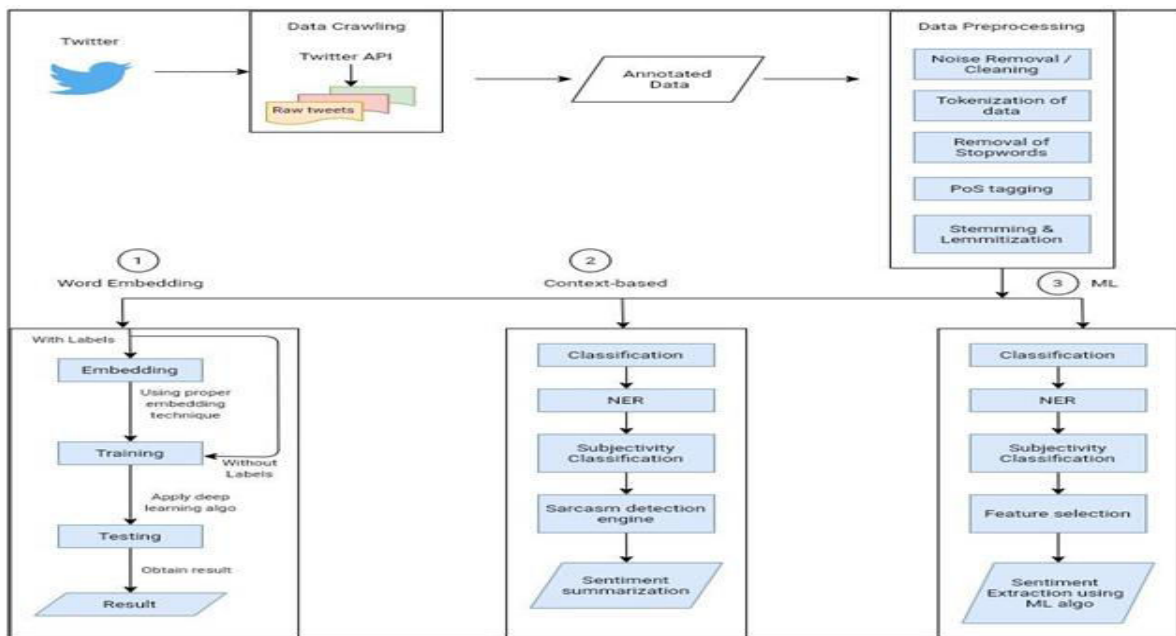 Twitter
Data Crawling
Twitter API
Raw tweets
Annotated
Data
Data Preprocessing
Noise Removal /
Cleaning
Tokenization of
data
Removal of
Stopwords
PoS tagging
Stemming &
Lemmitization
1
Word Embedding
2
Context-based
3
ML
With Labels
Embedding
Using proper
embedding
technique
Training
Without
Labels
Apply deep
learning algo
Testing
Obtain result
Result
Classification
NER
Subjectivity
Classification
Sarcasm detection
engine
Sentiment
summarization
Classification
NER
Subjectivity
Classification
Feature selection
Sentiment
Extraction using
ML algo